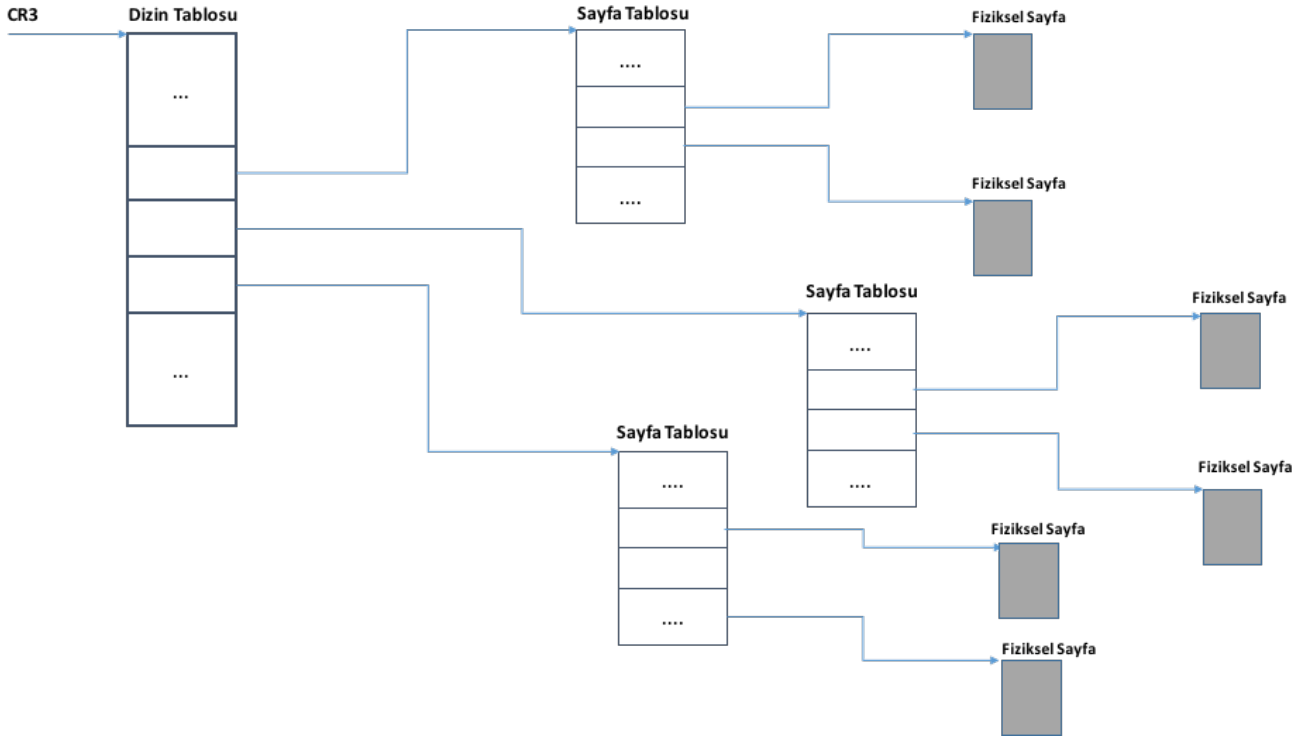 CR3
Dizin Tablosu
...
...
Sayfa Tablosu
....
....
Fiziksel Sayfa
Fiziksel Sayfa
Sayfa Tablosu
....
....
Fiziksel Sayfa
Fiziksel Sayfa
Sayfa Tablosu
....
....
Fiziksel Sayfa
Fiziksel Sayfa